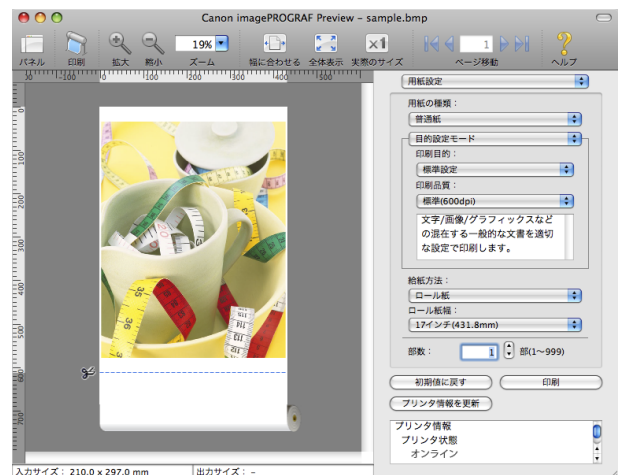 Canon imagePROGRAF Preview – sample.bmp
19%
1
パネル 印刷 拡大 縮小 ズーム 幅に合わせる 全体表示 実際のサイズ ページ移動 ヘルプ
用紙設定
用紙の種類：
普通紙
目的設定モード
印刷目的：
標準設定
印刷品質：
標準(600dpi)
文字/画像/グラフィックスなど
の混在する一般的な文書を適切
な設定で印刷します。
給紙方法：
ロール紙
ロール紙幅：
17インチ(431.8mm)
部数： 1 部(1〜999)
初期値に戻す 印刷
プリンタ情報を更新
プリンタ情報
プリンタ状態
オンライン
入力サイズ： 210.0 x 297.0 mm 出力サイズ： –